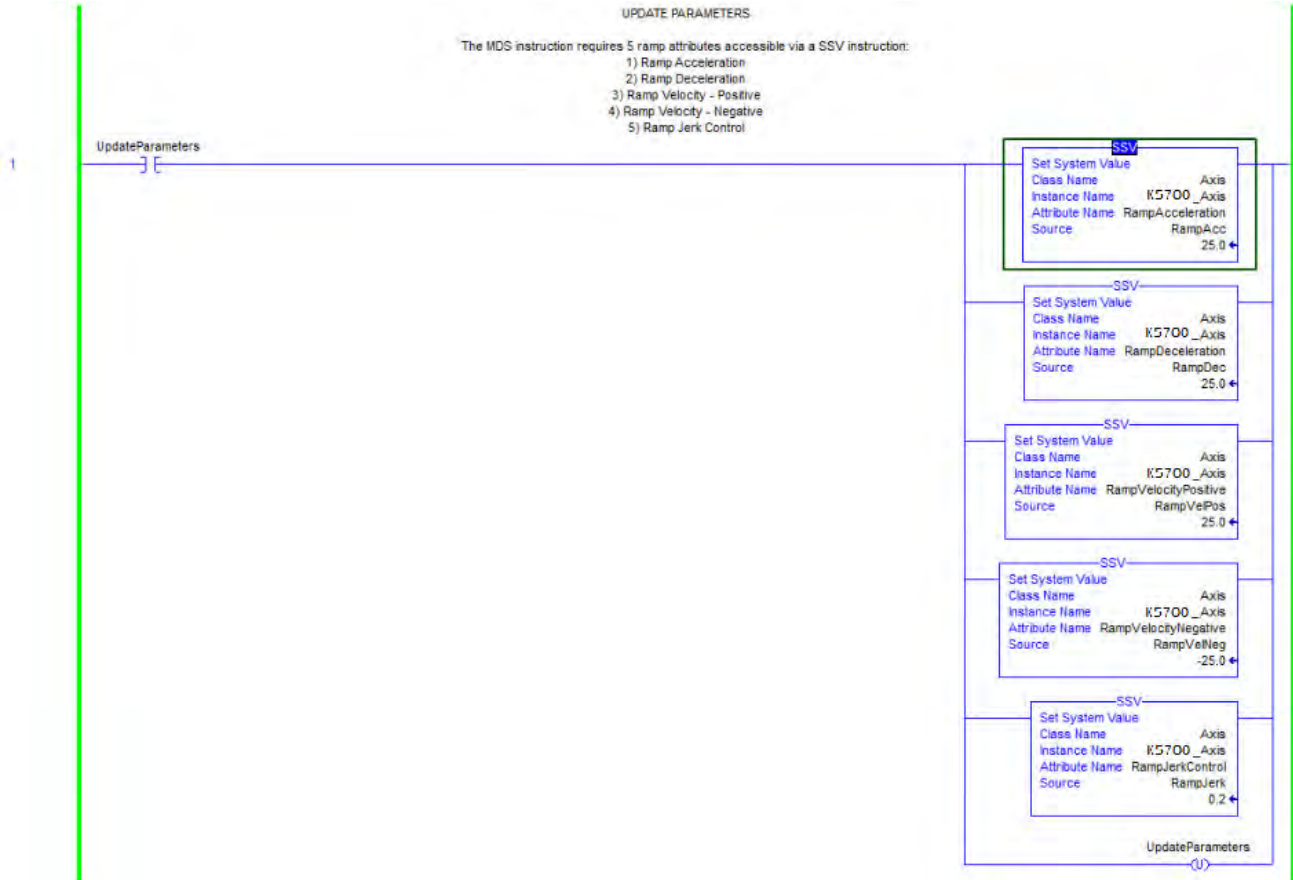 UPDATE PARAMETERS
The MDS instruction requires 5 ramp attributes accessible via a SSV instruction:
1) Ramp Acceleration
2) Ramp Deceleration
3) Ramp Velocity - Positive
4) Ramp Velocity - Negative
5) Ramp Jerk Control
UpdateParameters
1
SSV
Set System Value
Class Name Axis
Instance Name K5700_Axis
Attribute Name RampAcceleration
Source RampAcc
25.0
SSV
Set System Value
Class Name Axis
Instance Name K5700_Axis
Attribute Name RampDeceleration
Source RampDec
25.0
SSV
Set System Value
Class Name Axis
Instance Name K5700_Axis
Attribute Name RampVelocityPositive
Source RampVelPos
25.0
SSV
Set System Value
Class Name Axis
Instance Name K5700_Axis
Attribute Name RampVelocityNegative
Source RampVelNeg
-25.0
SSV
Set System Value
Class Name Axis
Instance Name K5700_Axis
Attribute Name RampJerkControl
Source RampJerk
0.2
UpdateParameters
U